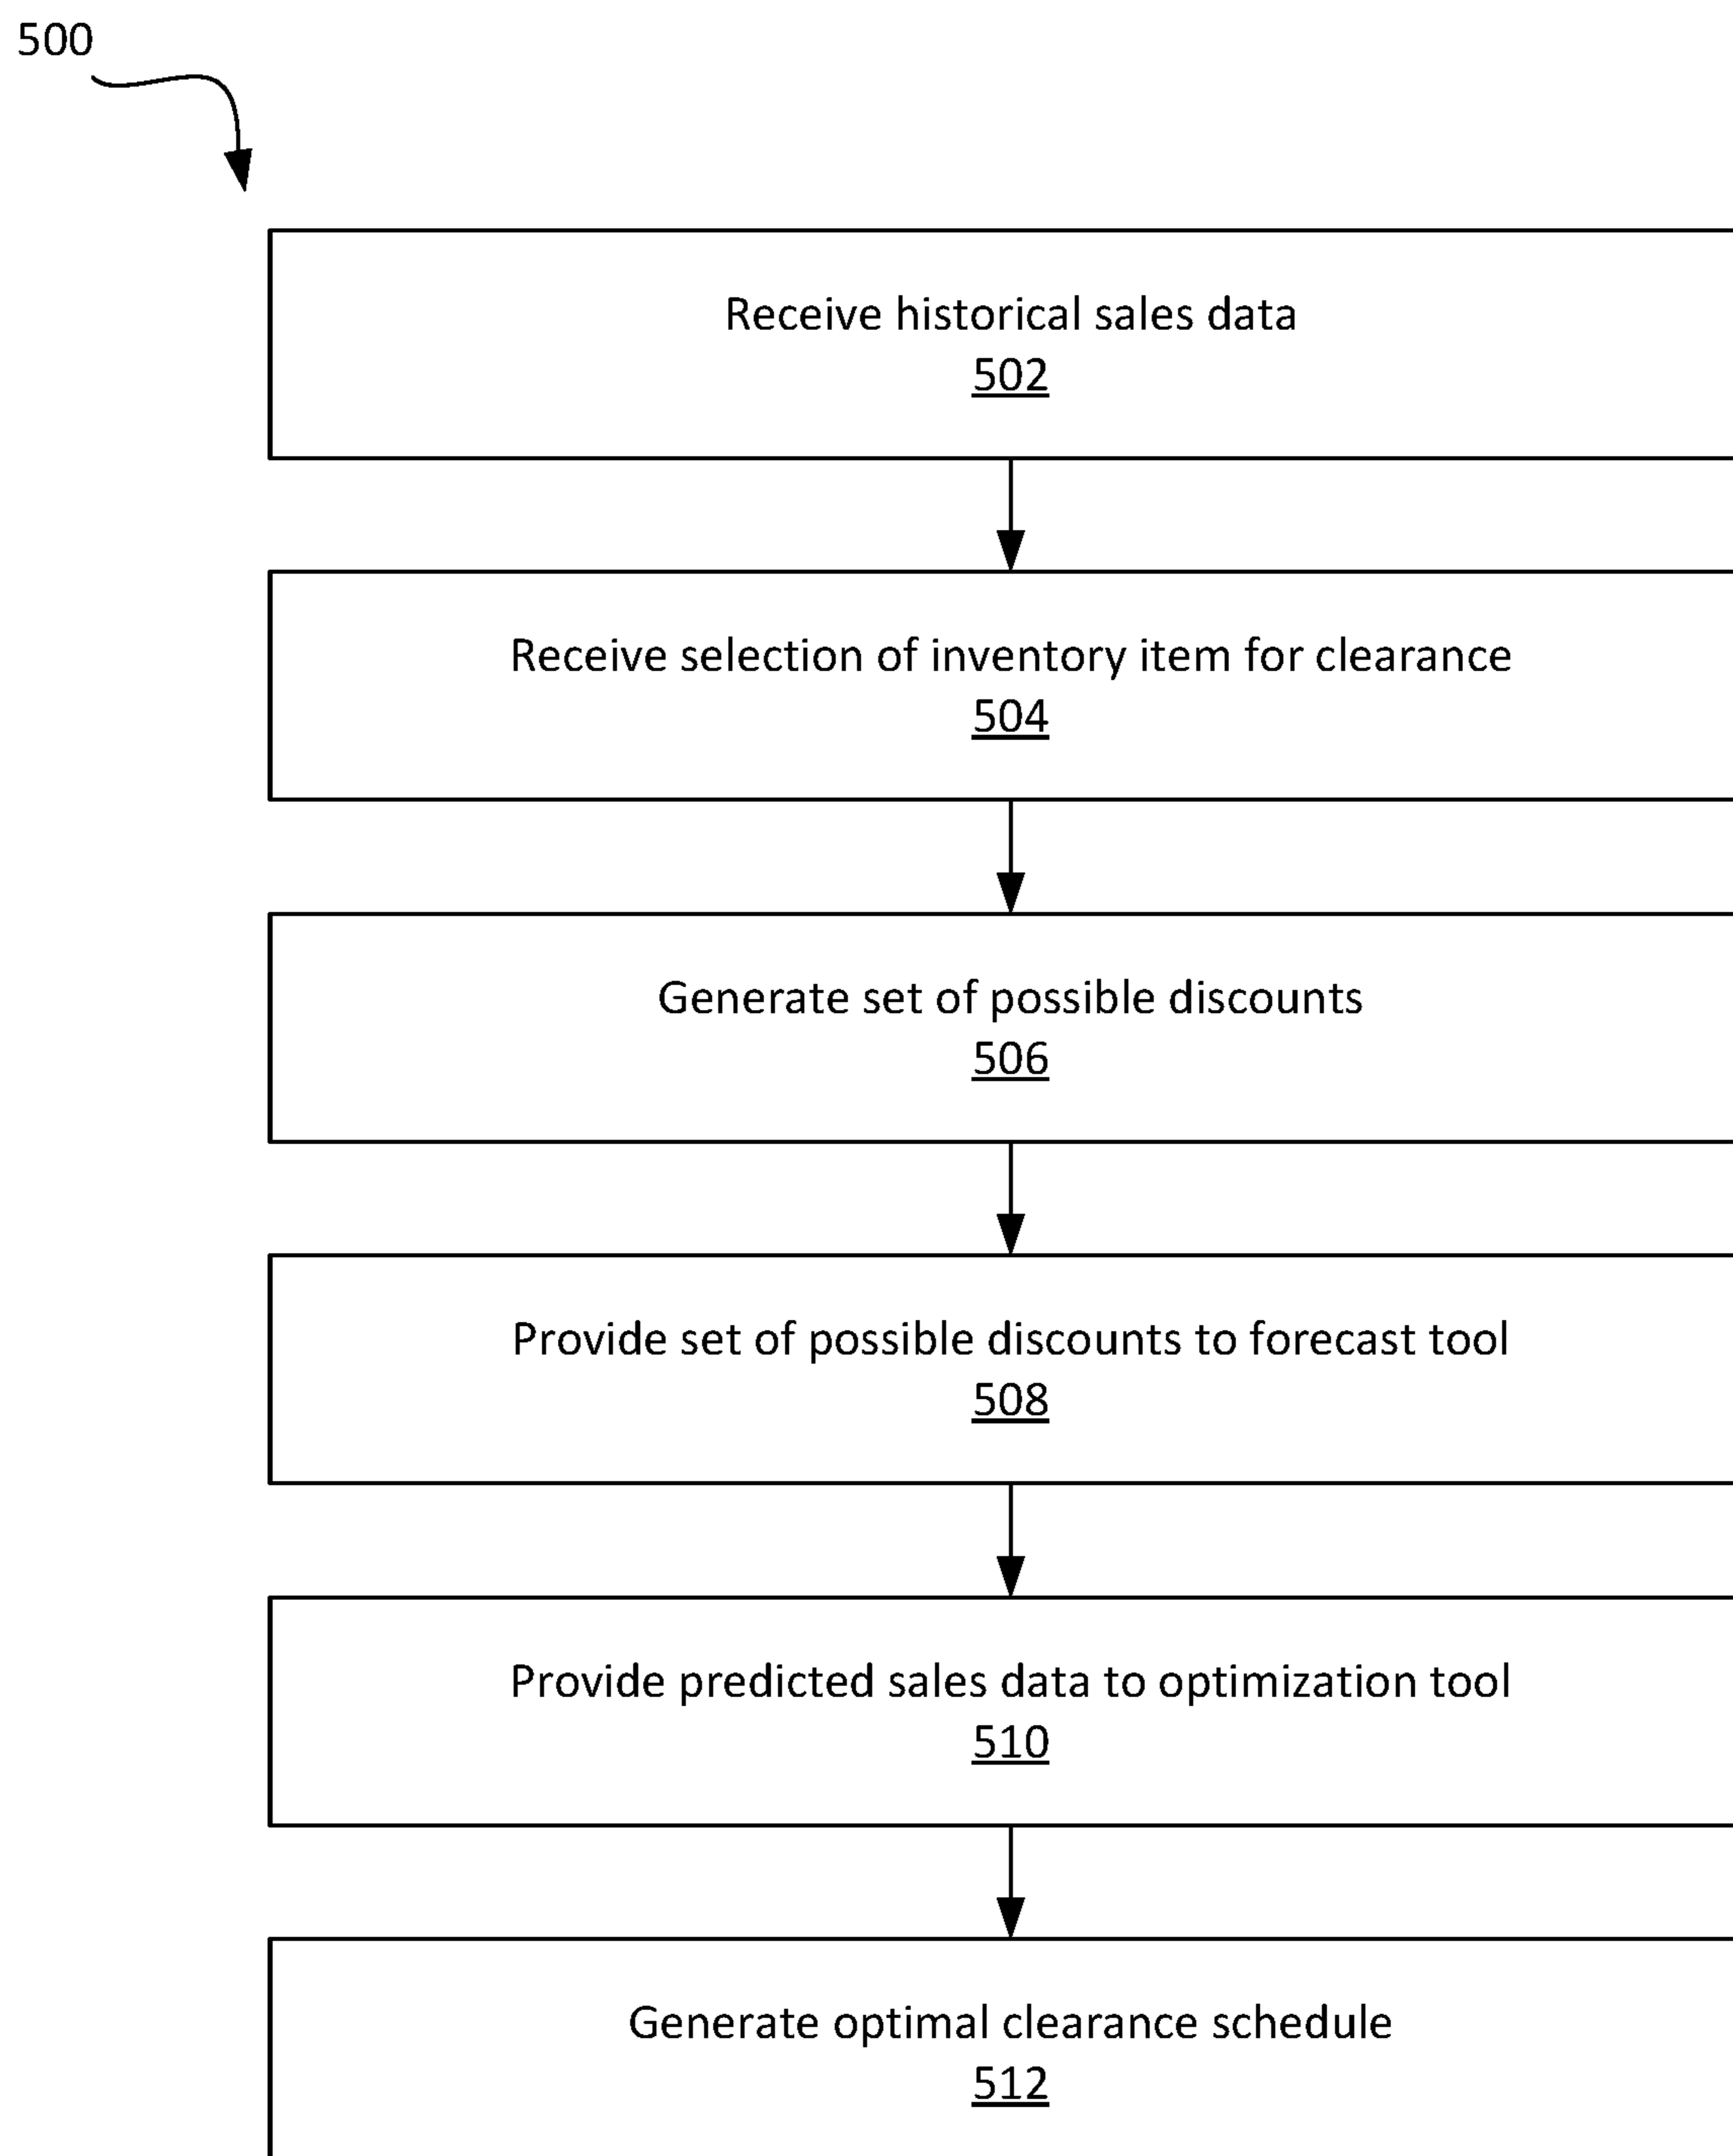 500
Receive historical sales data
502
Receive selection of inventory item for clearance
504
Generate set of possible discounts
506
Provide set of possible discounts to forecast tool
508
Provide predicted sales data to optimization tool
510
Generate optimal clearance schedule
512